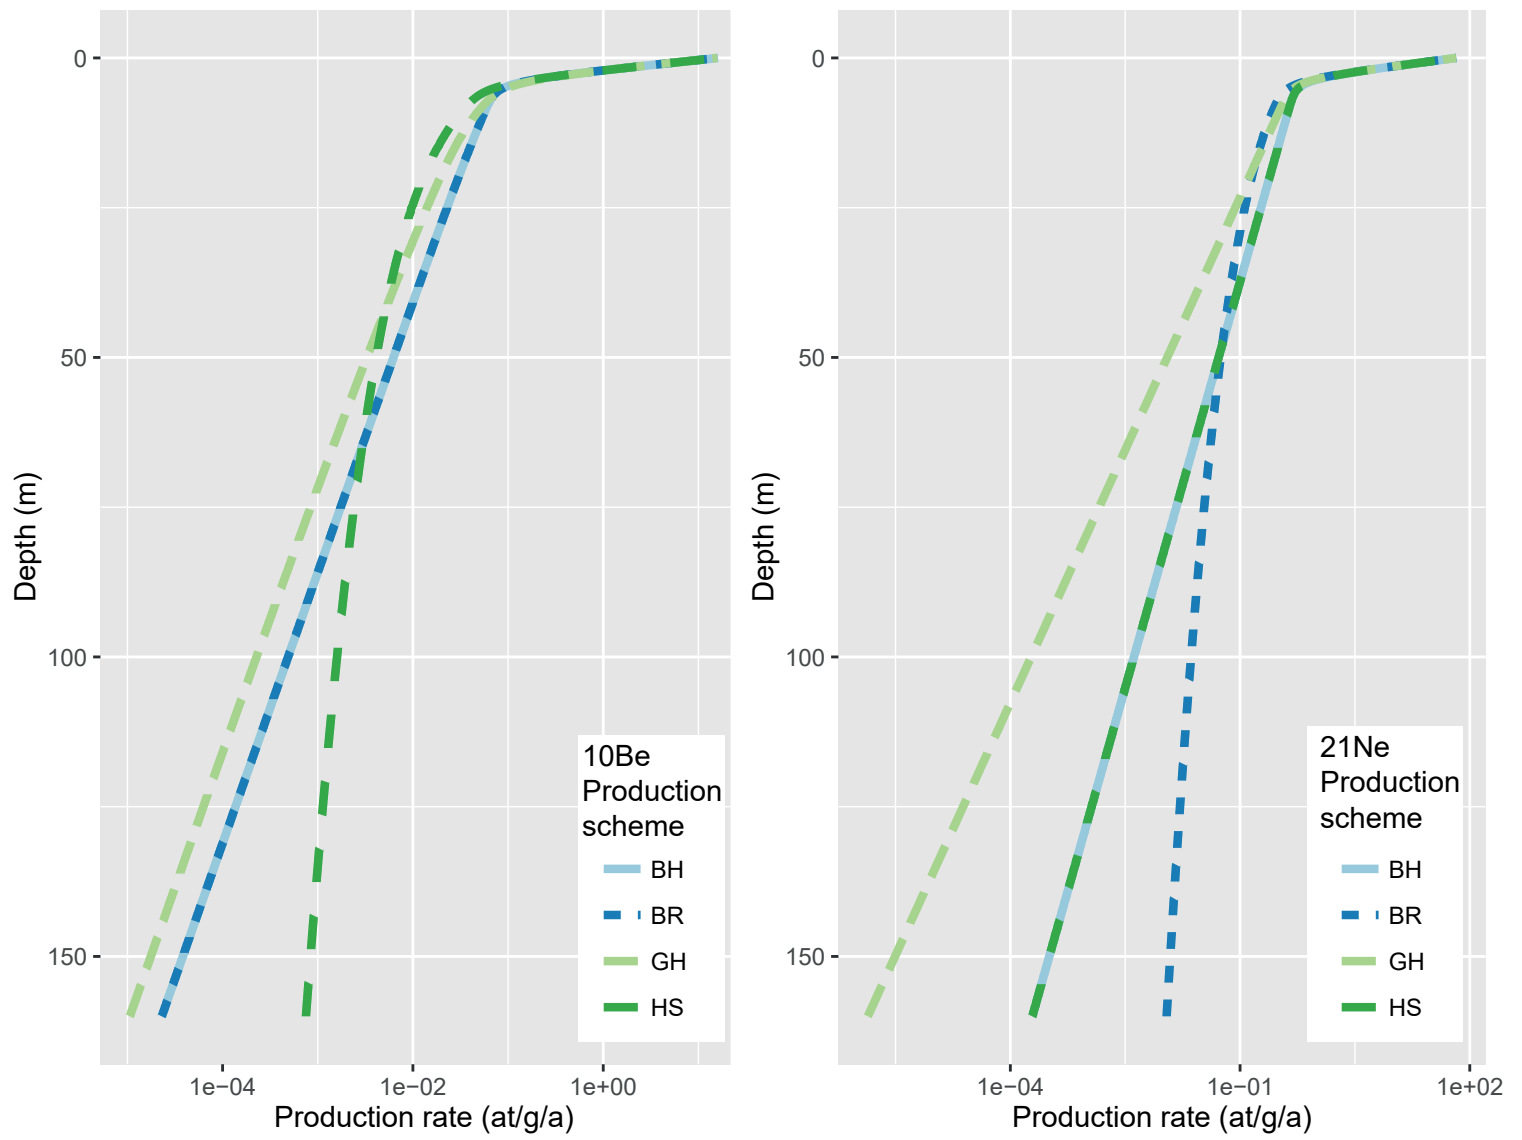 0
50
100
150
Depth (m)
1e−04
1e−02
1e+00
Production rate (at/g/a)
10Be
Production
scheme
BH
BR
GH
HS
0
50
100
150
Depth (m)
1e−04
1e−01
1e+02
Production rate (at/g/a)
21Ne
Production
scheme
BH
BR
GH
HS